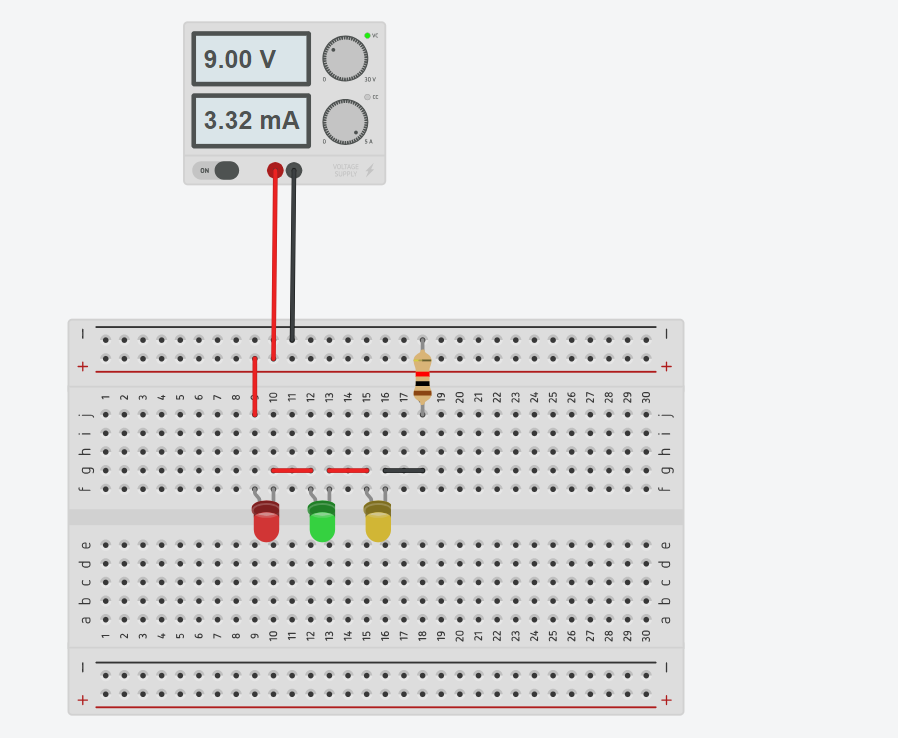 VC
9.00 V
0 30 V
CC
3.32 mA
0 5 A
ON VOLTAGE SUPPLY
− −
+ +
1 2 3 4 5 6 7 8 9 10 11 12 13 14 15 16 17 18 19 20 21 22 23 24 25 26 27 28 29 30
j j
i i
h h
g g
f f
e e
d d
c c
b b
a a
1 2 3 4 5 6 7 8 9 10 11 12 13 14 15 16 17 18 19 20 21 22 23 24 25 26 27 28 29 30
− −
+ +